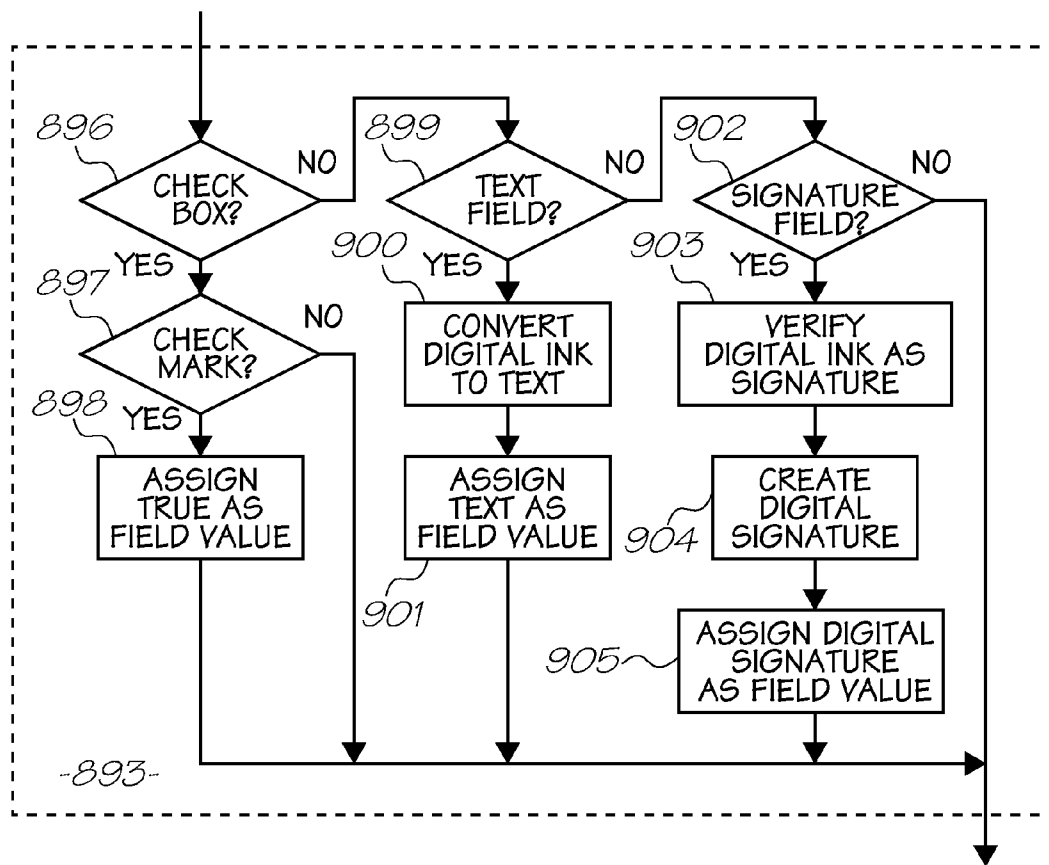 896
CHECK
BOX?
NO
YES
897
CHECK
MARK?
NO
YES
898
ASSIGN
TRUE AS
FIELD VALUE
899
TEXT
FIELD?
NO
YES
900
CONVERT
DIGITAL INK
TO TEXT
ASSIGN
TEXT AS
FIELD VALUE
901
902
SIGNATURE
FIELD?
NO
YES
903
VERIFY
DIGITAL INK AS
SIGNATURE
CREATE
DIGITAL
SIGNATURE
904
ASSIGN DIGITAL
SIGNATURE
AS FIELD VALUE
905
-893-